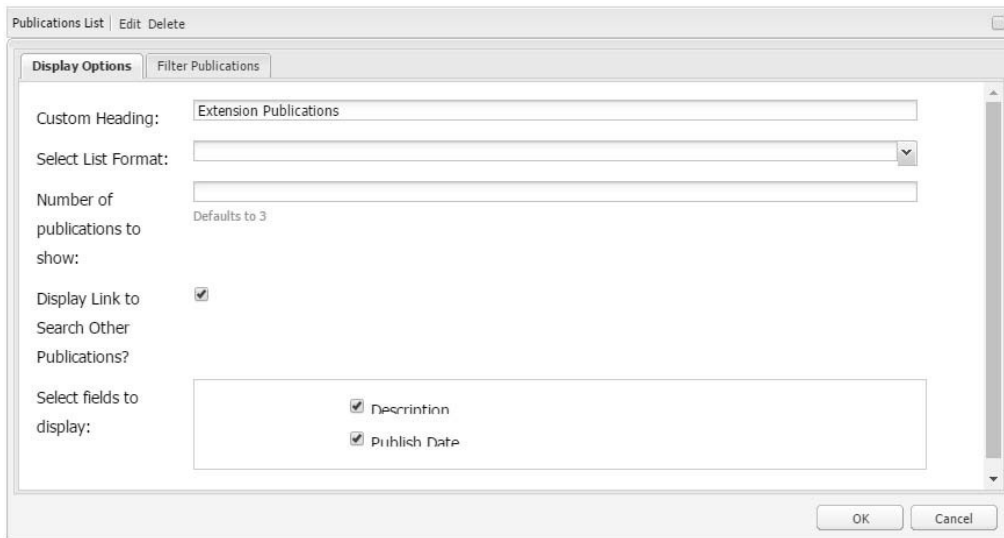 Publications List | Edit Delete
Display Options Filter Publications
Custom Heading: Extension Publications
Select List Format:
Number of
publications to
show:
Defaults to 3
Display Link to
Search Other
Publications?
Select fields to
display:
Description
Publish Date
OK Cancel